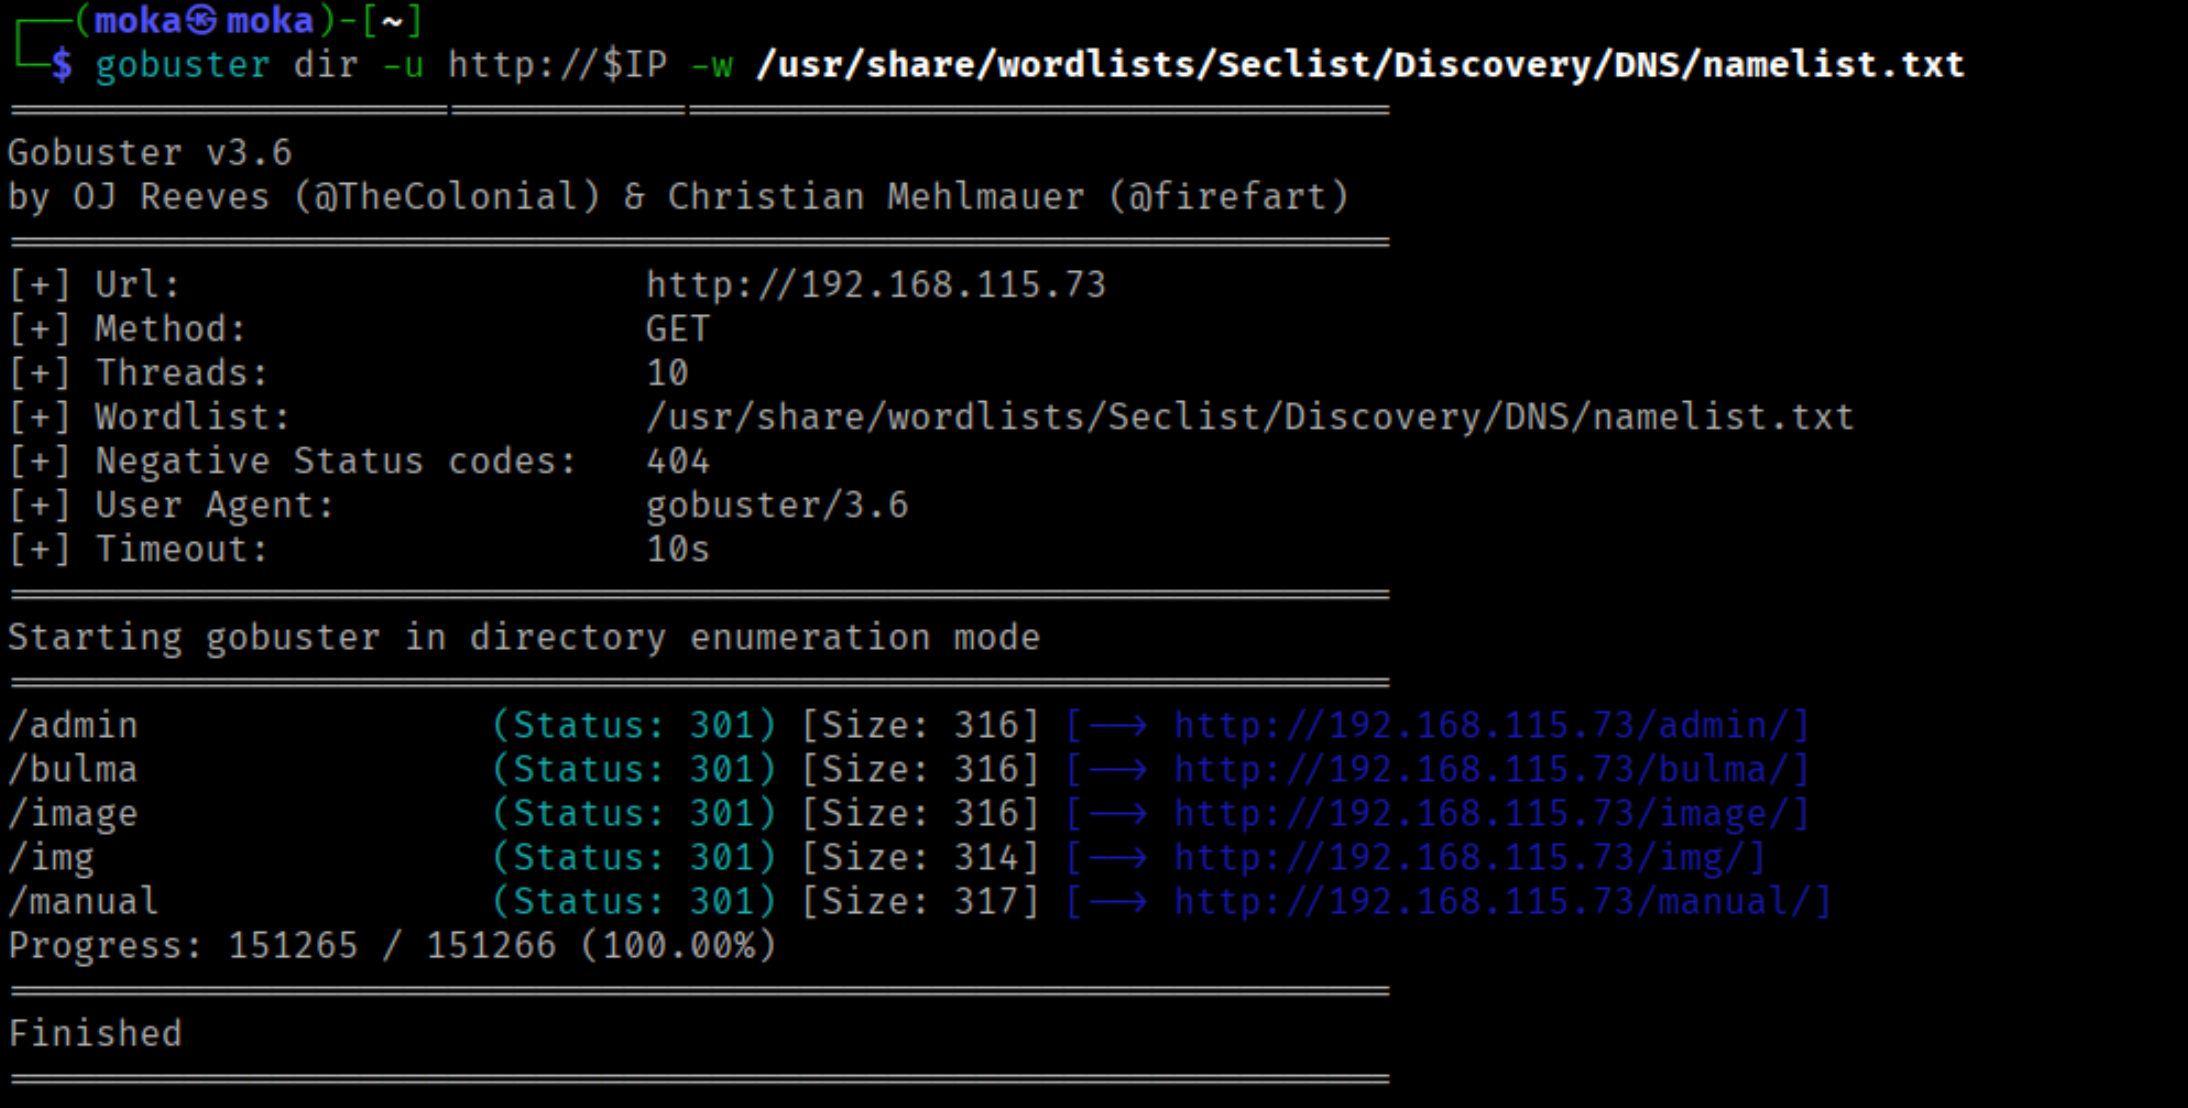 ┌──(moka㉿moka)-[~]
└─$ gobuster dir -u http://$IP -w /usr/share/wordlists/Seclist/Discovery/DNS/namelist.txt
===============================================================
Gobuster v3.6
by OJ Reeves (@TheColonial) & Christian Mehlmauer (@firefart)
===============================================================
[+] Url:                     http://192.168.115.73
[+] Method:                  GET
[+] Threads:                 10
[+] Wordlist:                /usr/share/wordlists/Seclist/Discovery/DNS/namelist.txt
[+] Negative Status codes:   404
[+] User Agent:              gobuster/3.6
[+] Timeout:                 10s
===============================================================
Starting gobuster in directory enumeration mode
===============================================================
/admin                (Status: 301) [Size: 316] [--> http://192.168.115.73/admin/]
/bulma                (Status: 301) [Size: 316] [--> http://192.168.115.73/bulma/]
/image                (Status: 301) [Size: 316] [--> http://192.168.115.73/image/]
/img                  (Status: 301) [Size: 314] [--> http://192.168.115.73/img/]
/manual               (Status: 301) [Size: 317] [--> http://192.168.115.73/manual/]
Progress: 151265 / 151266 (100.00%)
===============================================================
Finished
===============================================================